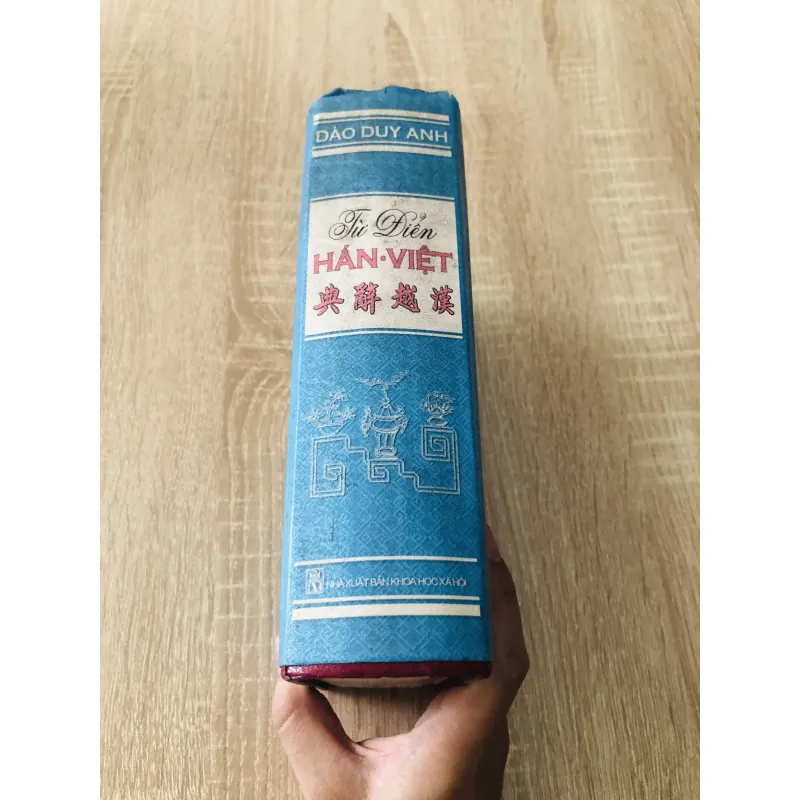 ĐÀO DUY ANH
Từ Điển
HÁN·VIỆT
典辭越漢
NHÀ XUẤT BẢN KHOA HỌC XÃ HỘI